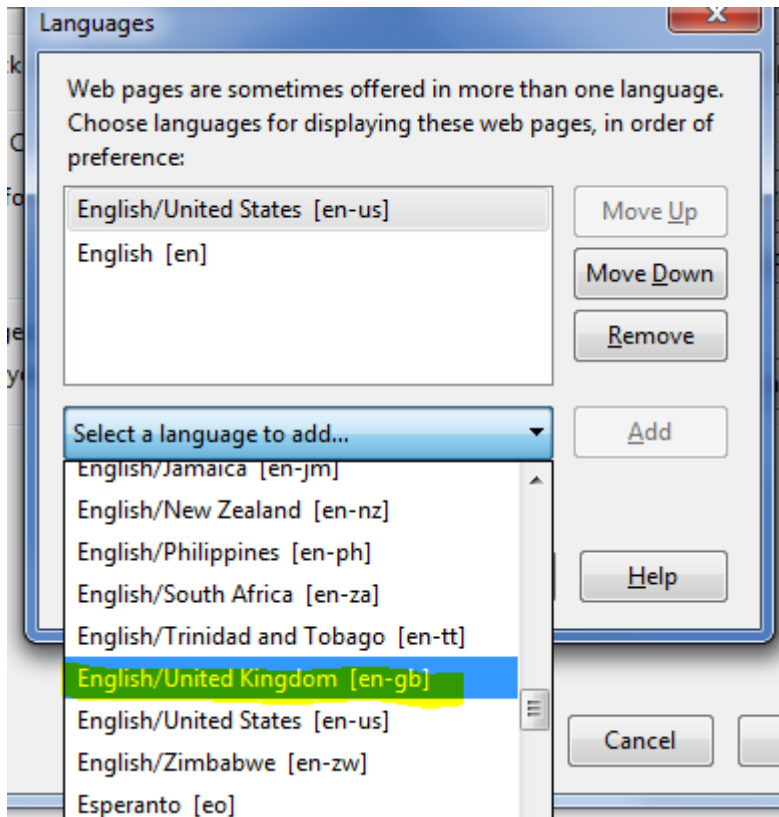 Languages
Web pages are sometimes offered in more than one language.
Choose languages for displaying these web pages, in order of
preference:
English/United States [en-us]
English [en]
Move Up
Move Down
Remove
Select a language to add...
Add
English/Jamaica [en-jm]
English/New Zealand [en-nz]
English/Philippines [en-ph]
English/South Africa [en-za]
English/Trinidad and Tobago [en-tt]
English/United Kingdom [en-gb]
English/United States [en-us]
English/Zimbabwe [en-zw]
Esperanto [eo]
Help
Cancel